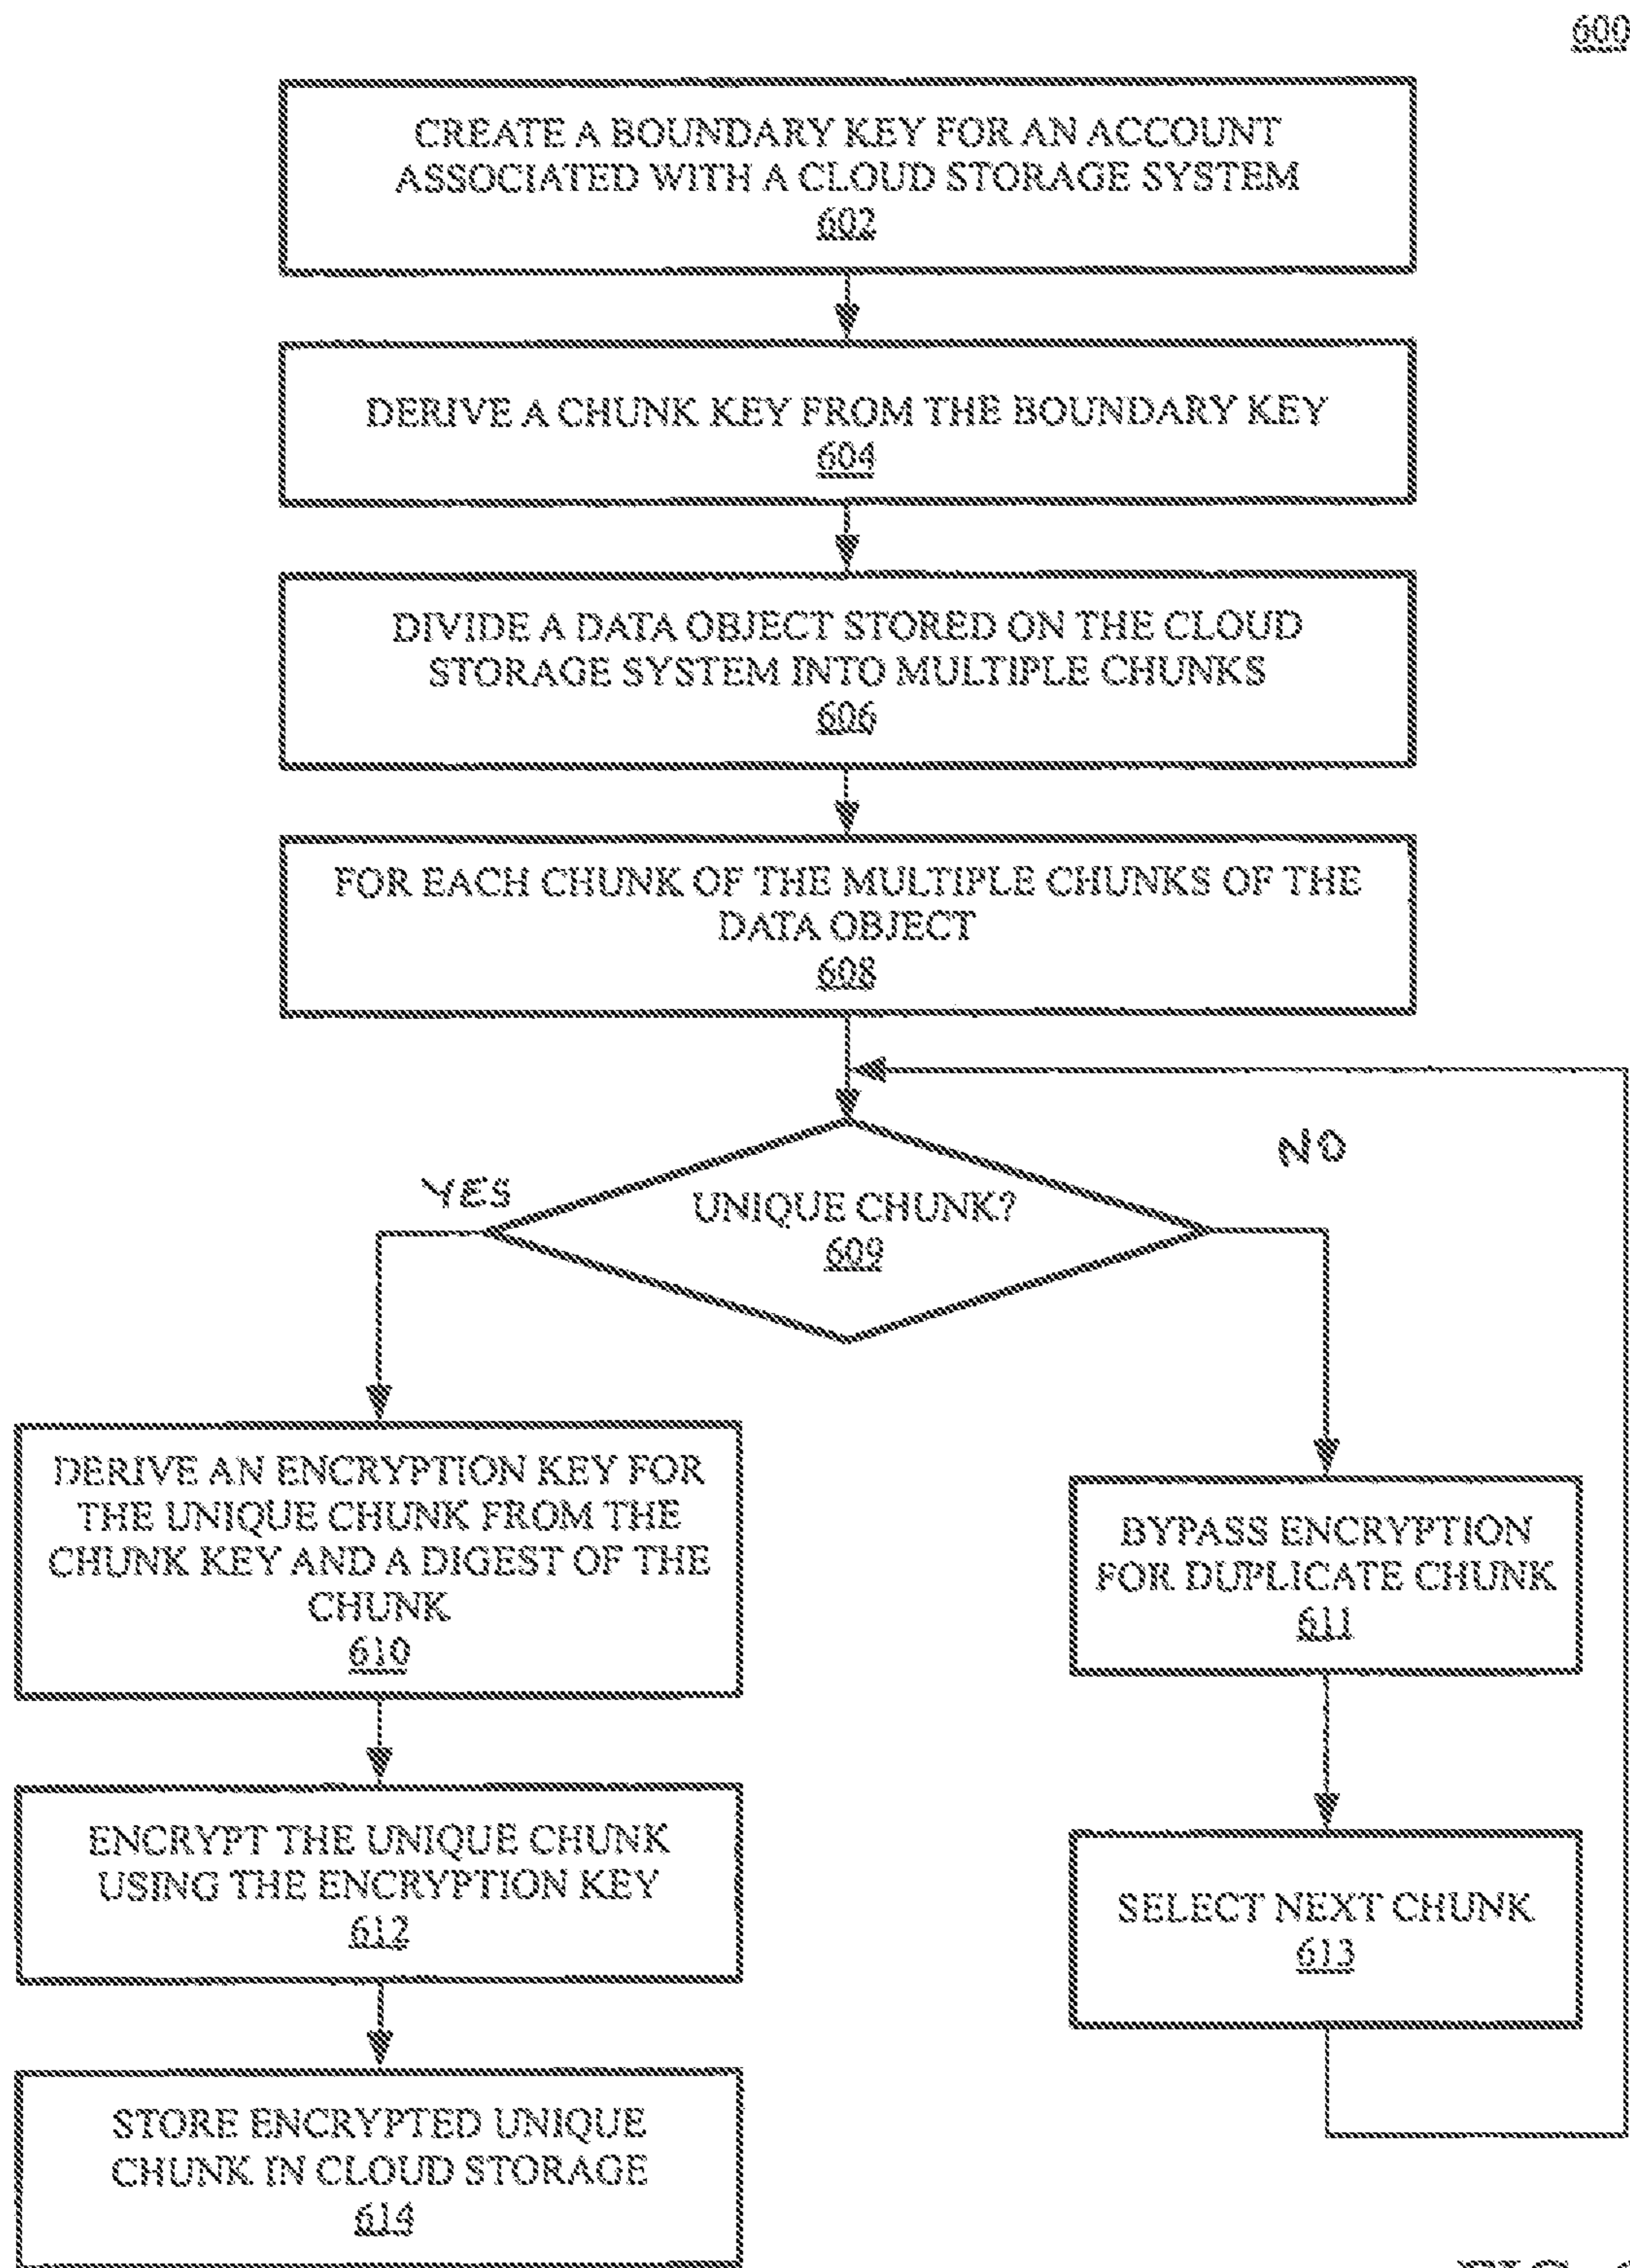 600
CREATE A BOUNDARY KEY FOR AN ACCOUNT
ASSOCIATED WITH A CLOUD STORAGE SYSTEM
602
DERIVE A CHUNK KEY FROM THE BOUNDARY KEY
604
DIVIDE A DATA OBJECT STORED ON THE CLOUD
STORAGE SYSTEM INTO MULTIPLE CHUNKS
606
FOR EACH CHUNK OF THE MULTIPLE CHUNKS OF THE
DATA OBJECT
608
YES
NO
UNIQUE CHUNK?
609
DERIVE AN ENCRYPTION KEY FOR
THE UNIQUE CHUNK FROM THE
CHUNK KEY AND A DIGEST OF THE
CHUNK
610
BYPASS ENCRYPTION
FOR DUPLICATE CHUNK
611
ENCRYPT THE UNIQUE CHUNK
USING THE ENCRYPTION KEY
612
SELECT NEXT CHUNK
613
STORE ENCRYPTED UNIQUE
CHUNK IN CLOUD STORAGE
614